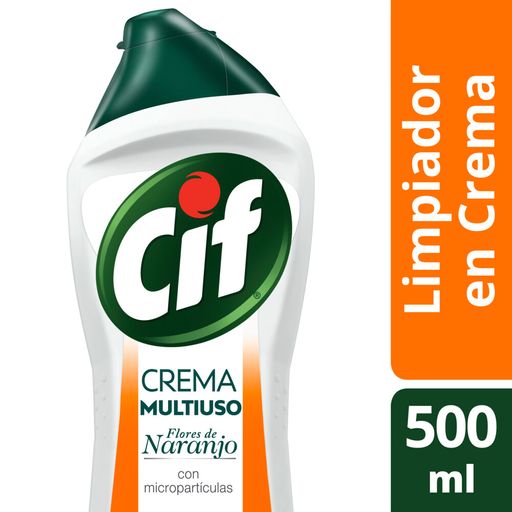 Cif
CREMA
MULTIUSO
Flores de
Naranjo
con
micropartículas
Limpiador
en Crema
500
ml